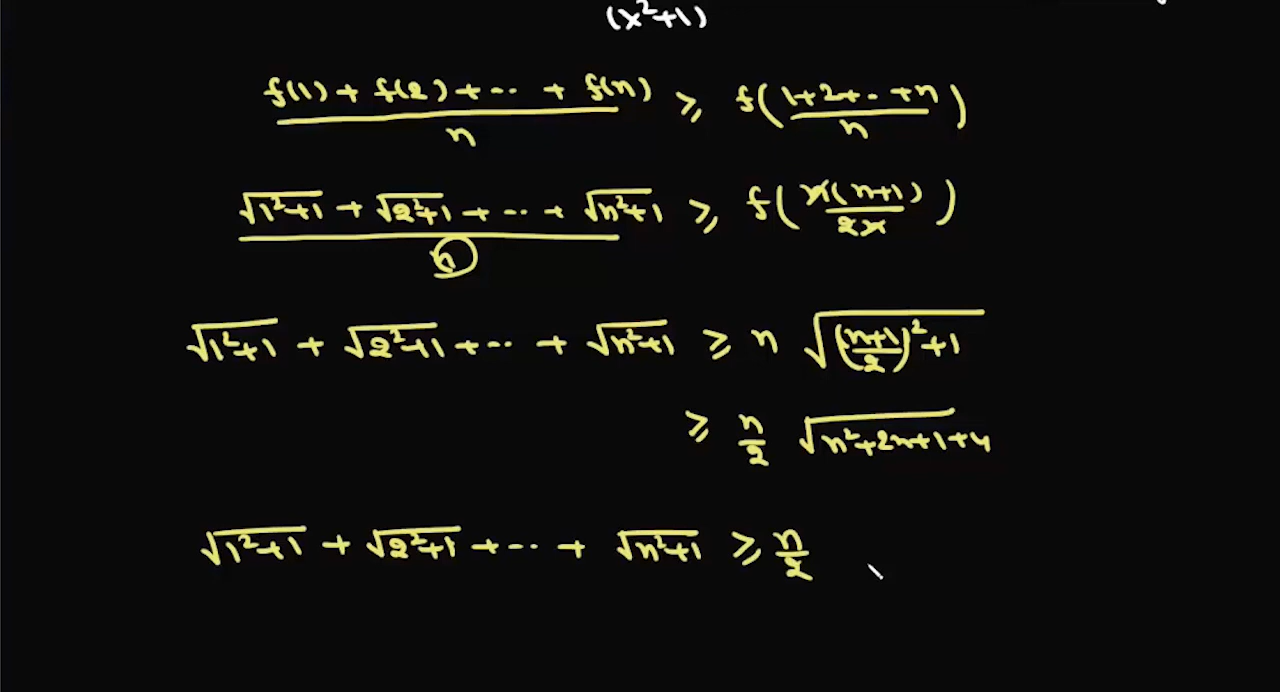 (x²+1)
f(1) + f(2) + ... + f(n) / n ≥ f( 1+2+..+n / n )
√1²+1 + √2²+1 + ... + √n²+1 / n ≥ f( n(n+1) / 2n )
√1²+1 + √2²+1 + ... + √n²+1 ≥ n √(n+1 / 2)²+1
≥ n/2 √n²+2n+1+4
√1²+1 + √2²+1 + ... + √n²+1 ≥ n/2